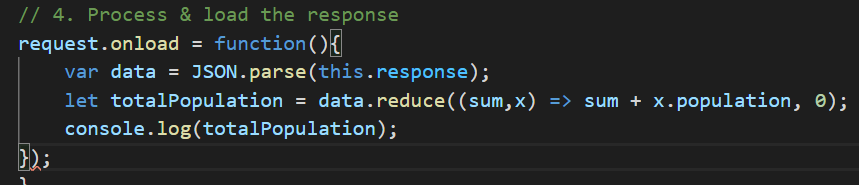 // 4. Process & load the response
request.onload = function(){
    var data = JSON.parse(this.response);
    let totalPopulation = data.reduce((sum,x) => sum + x.population, 0);
    console.log(totalPopulation);
});
}